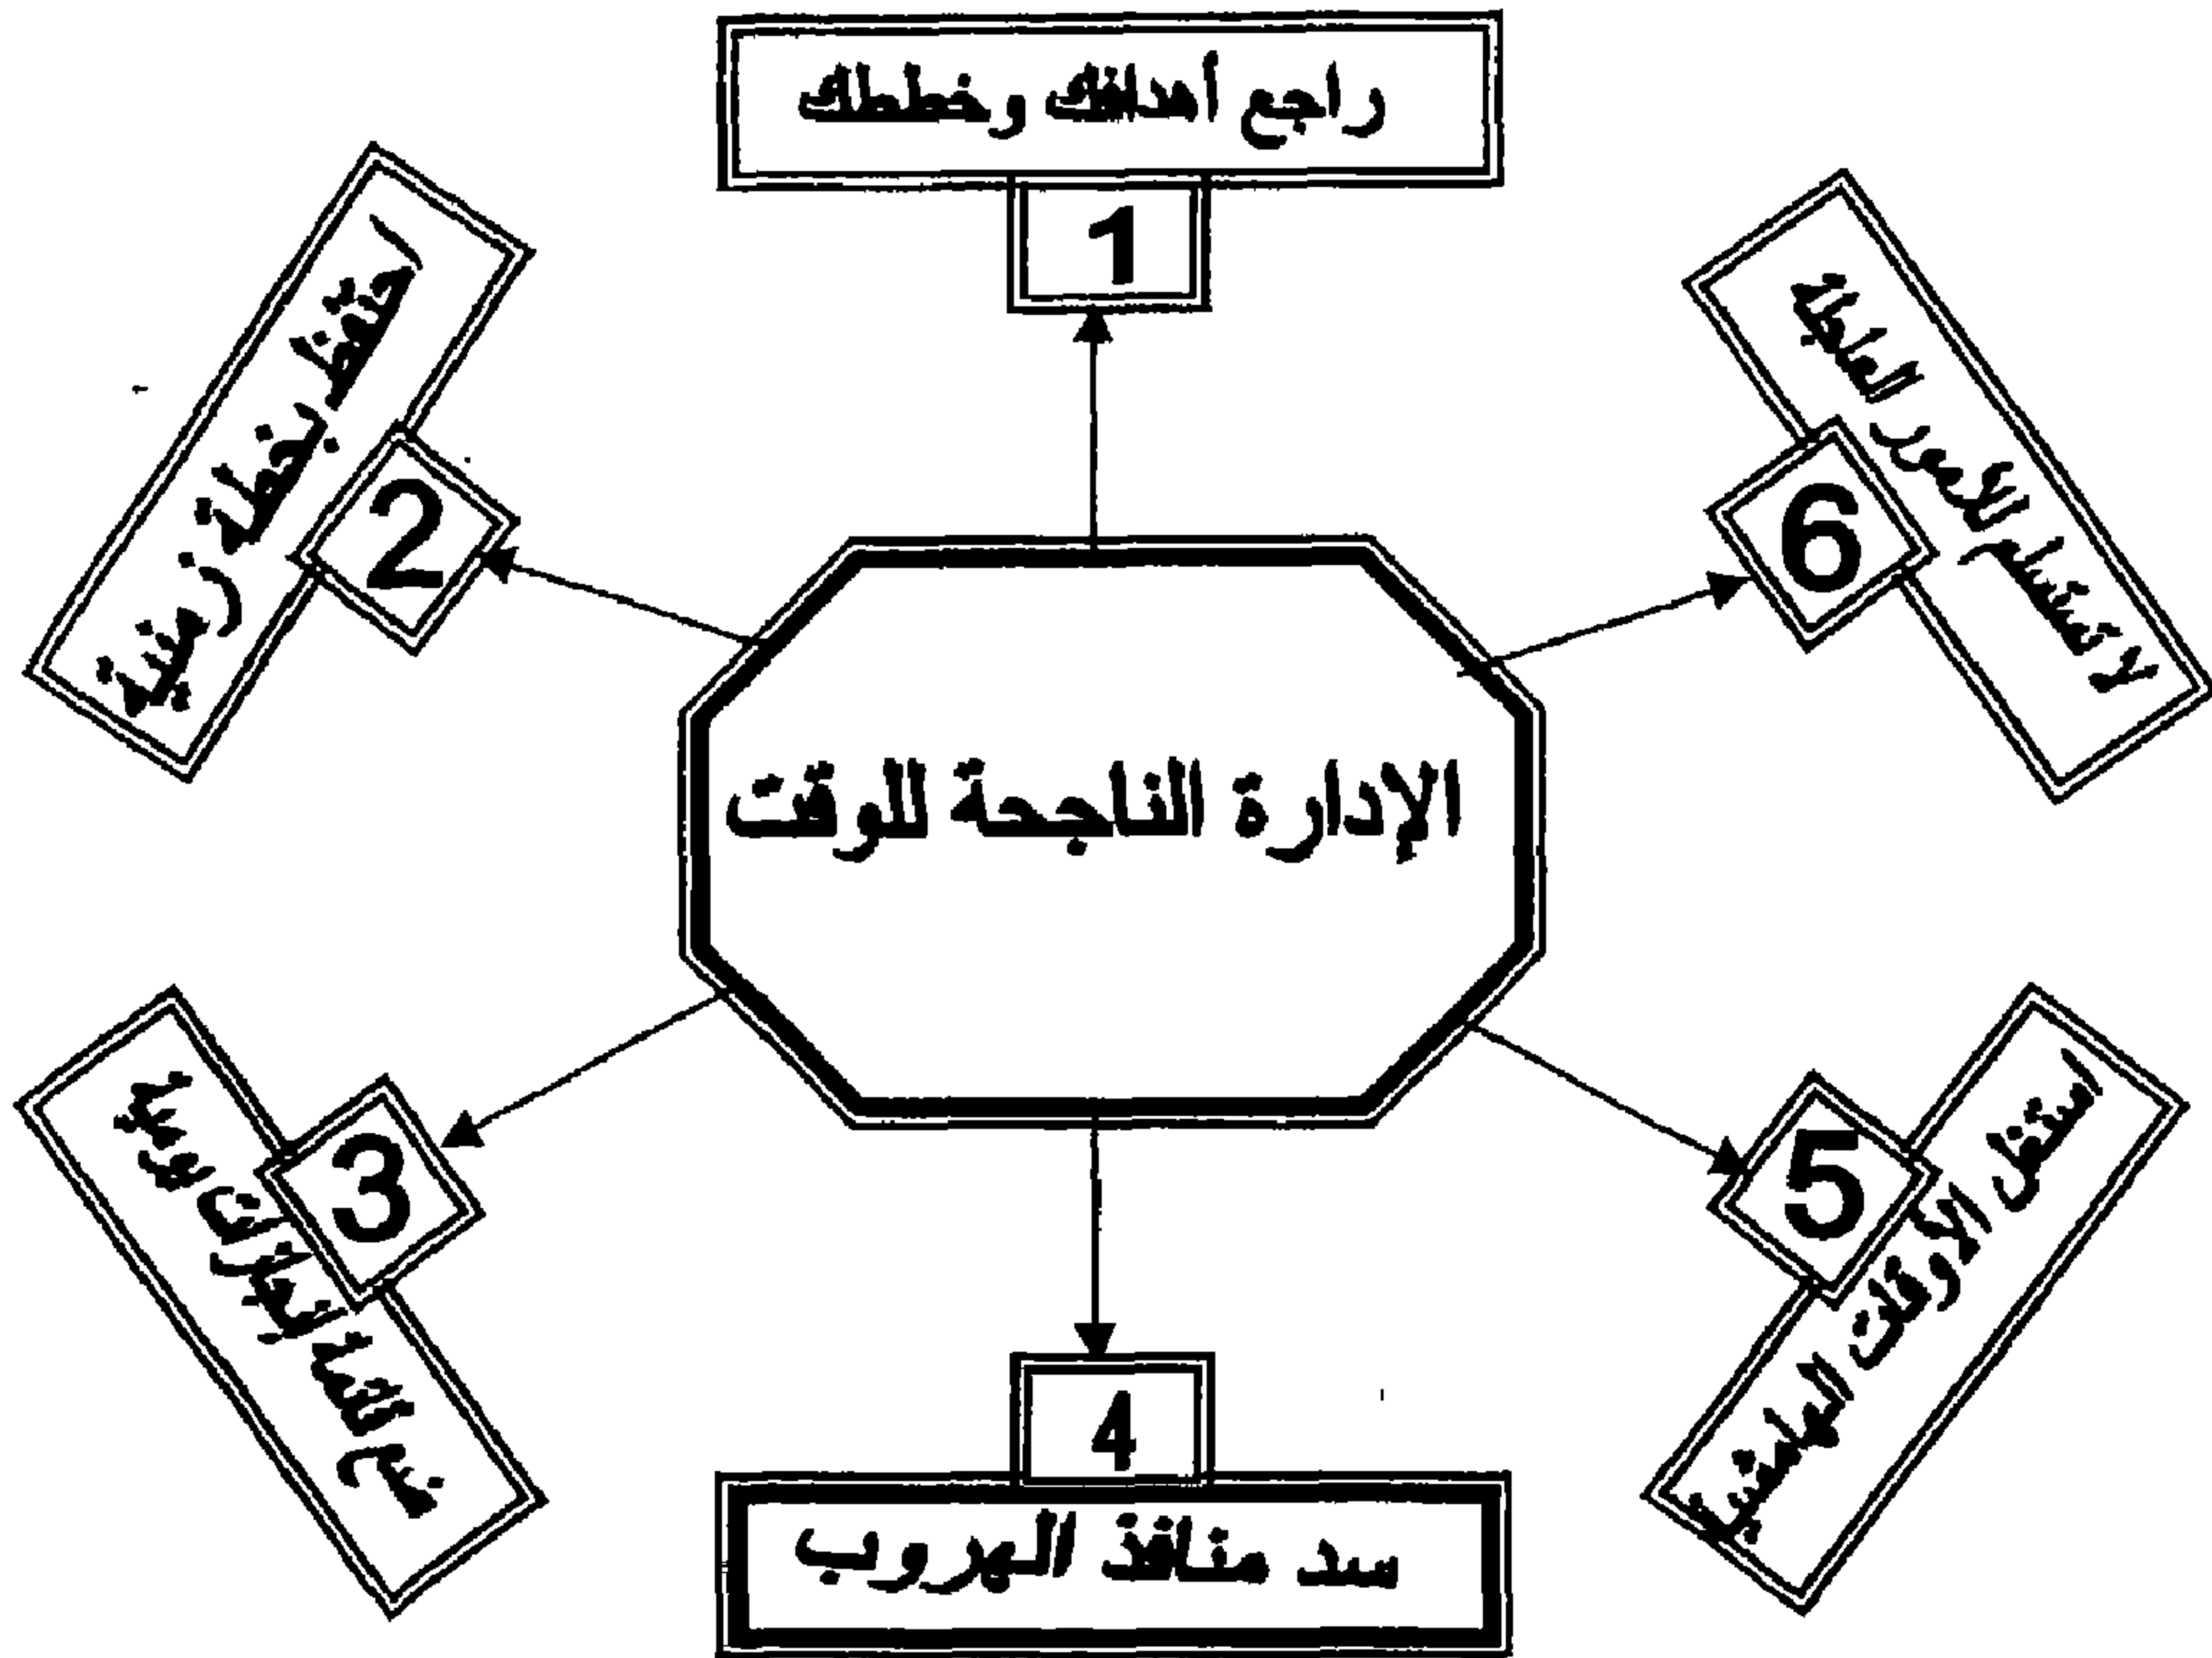 راجع أهدافك وخططك
1
احتفظ بخطة زمنية
2
ضع قائمة إنجازات يومية
3
سد منافذ الهروب
4
استغل الأوقات الهامشية
5
لا تستسلم للأمور العاجلة
6
الإدارة الناجحة للوقت